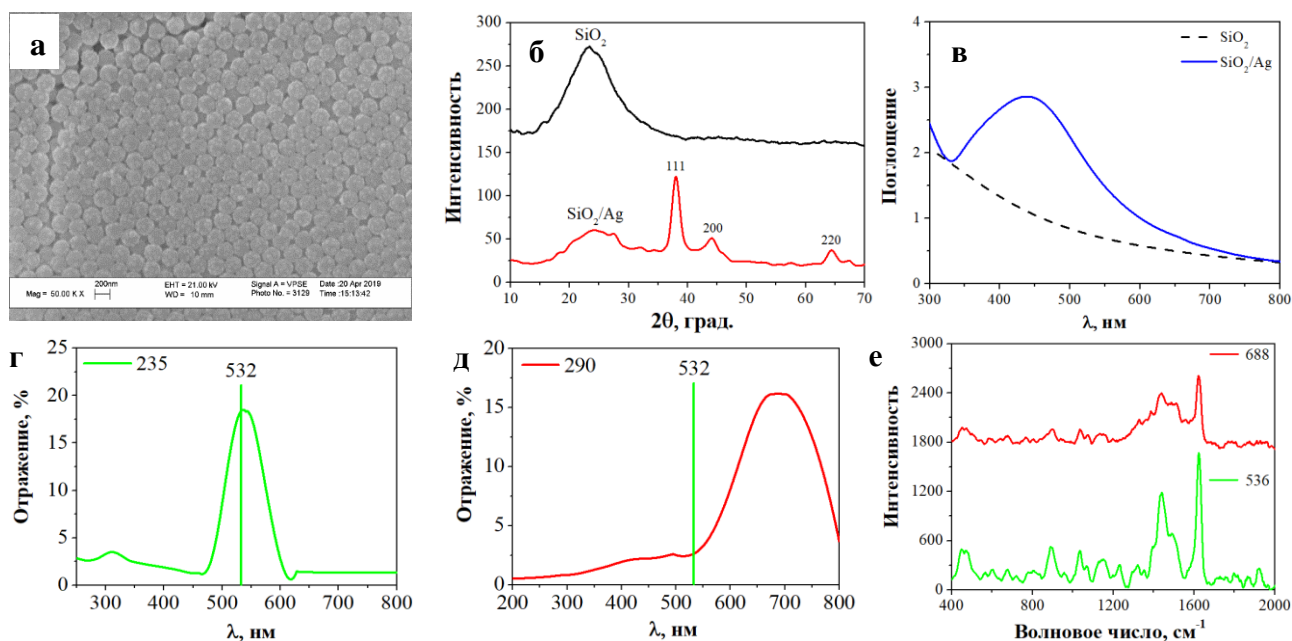 а
200nm
Mag = 50.00 K X
EHT = 21.00 kV
WD = 10 mm
Signal A = VPSE
Photo No. = 3129
Date :20 Apr 2019
Time :15:13:42
б
300
250
200
150
100
50
0
SiO2
SiO2/Ag
111
200
220
10 20 30 40 50 60 70
Интенсивность
2θ, град.
в
4
3
2
1
0
SiO2
SiO2/Ag
300 400 500 600 700 800
Поглощение
λ, нм
г
25
20
15
10
5
0
235
532
300 400 500 600 700 800
Отражение, %
λ, нм
д
20
15
10
5
0
290
532
200 300 400 500 600 700 800
Отражение, %
λ, нм
е
3000
2400
1800
1200
600
0
688
536
400 800 1200 1600 2000
Интенсивность
Волновое число, см-1